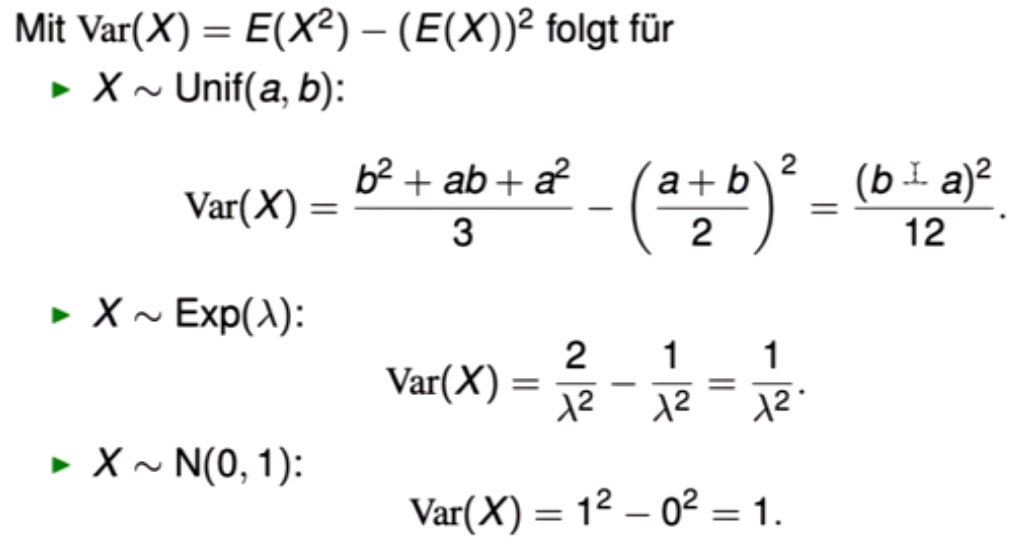 Mit Var(X) = E(X²) − (E(X))² folgt für
► X ∼ Unif(a, b):
Var(X) = (b² + ab + a²)/3 − ((a + b)/2)² = (b − a)²/12.
► X ∼ Exp(λ):
Var(X) = 2/λ² − 1/λ² = 1/λ².
► X ∼ N(0, 1):
Var(X) = 1² − 0² = 1.